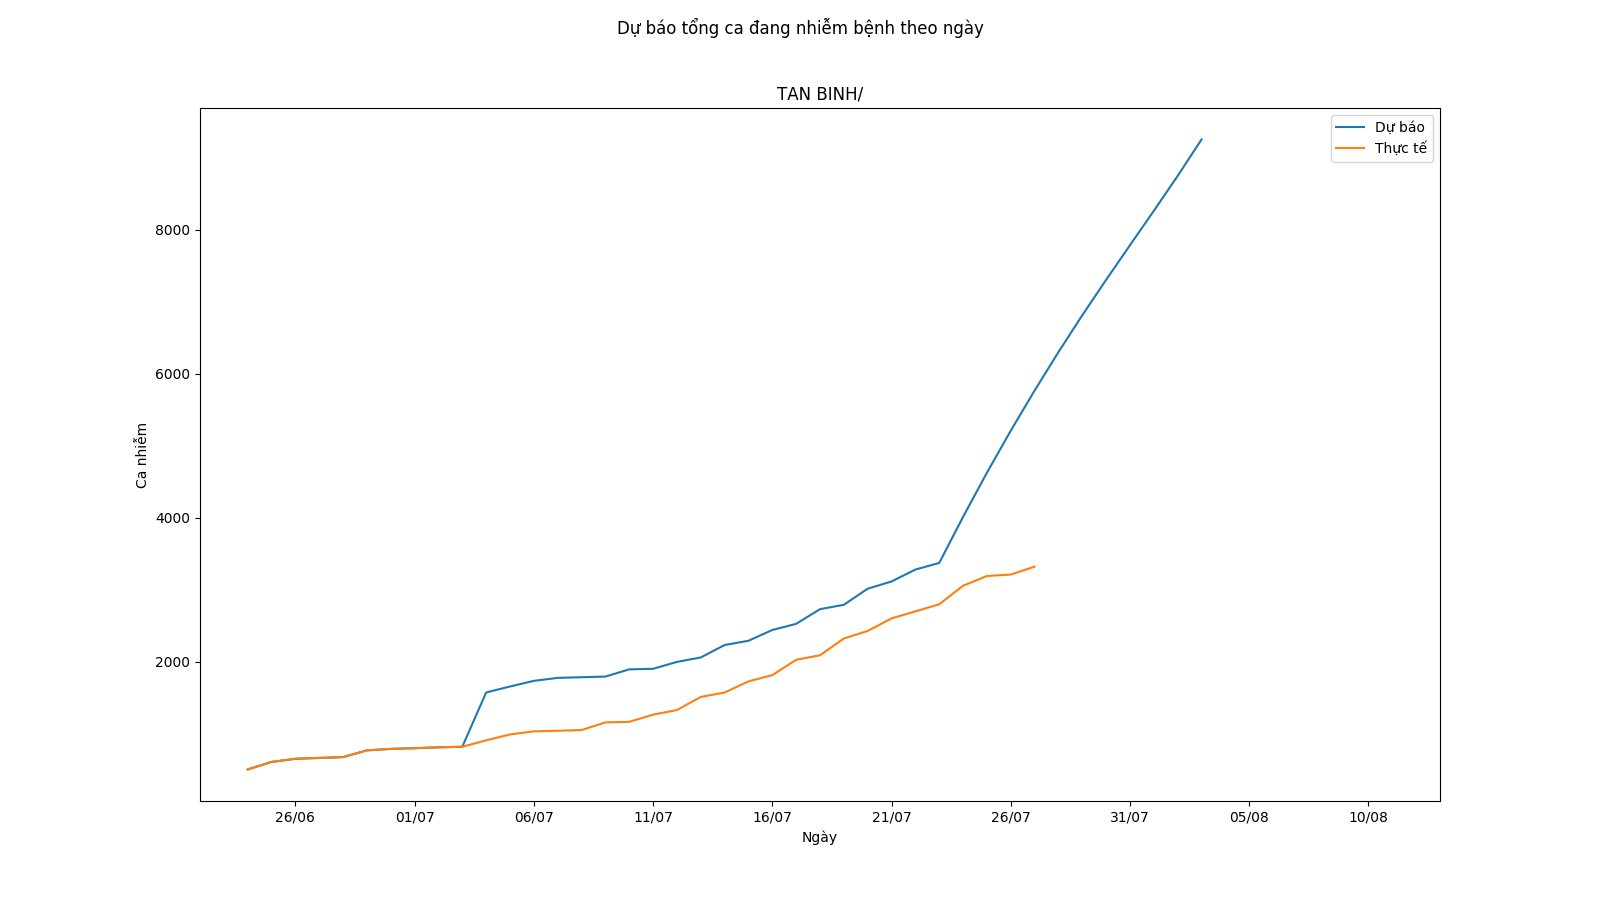 Dự báo tổng ca đang nhiễm bệnh theo ngày
TAN BINH/
Dự báo
Thực tế
8000
6000
4000
2000
Ca nhiễm
26/06
01/07
06/07
11/07
16/07
21/07
26/07
31/07
05/08
10/08
Ngày